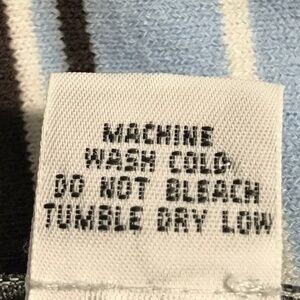 MACHINE
WASH COLD
DO NOT BLEACH
TUMBLE DRY LOW